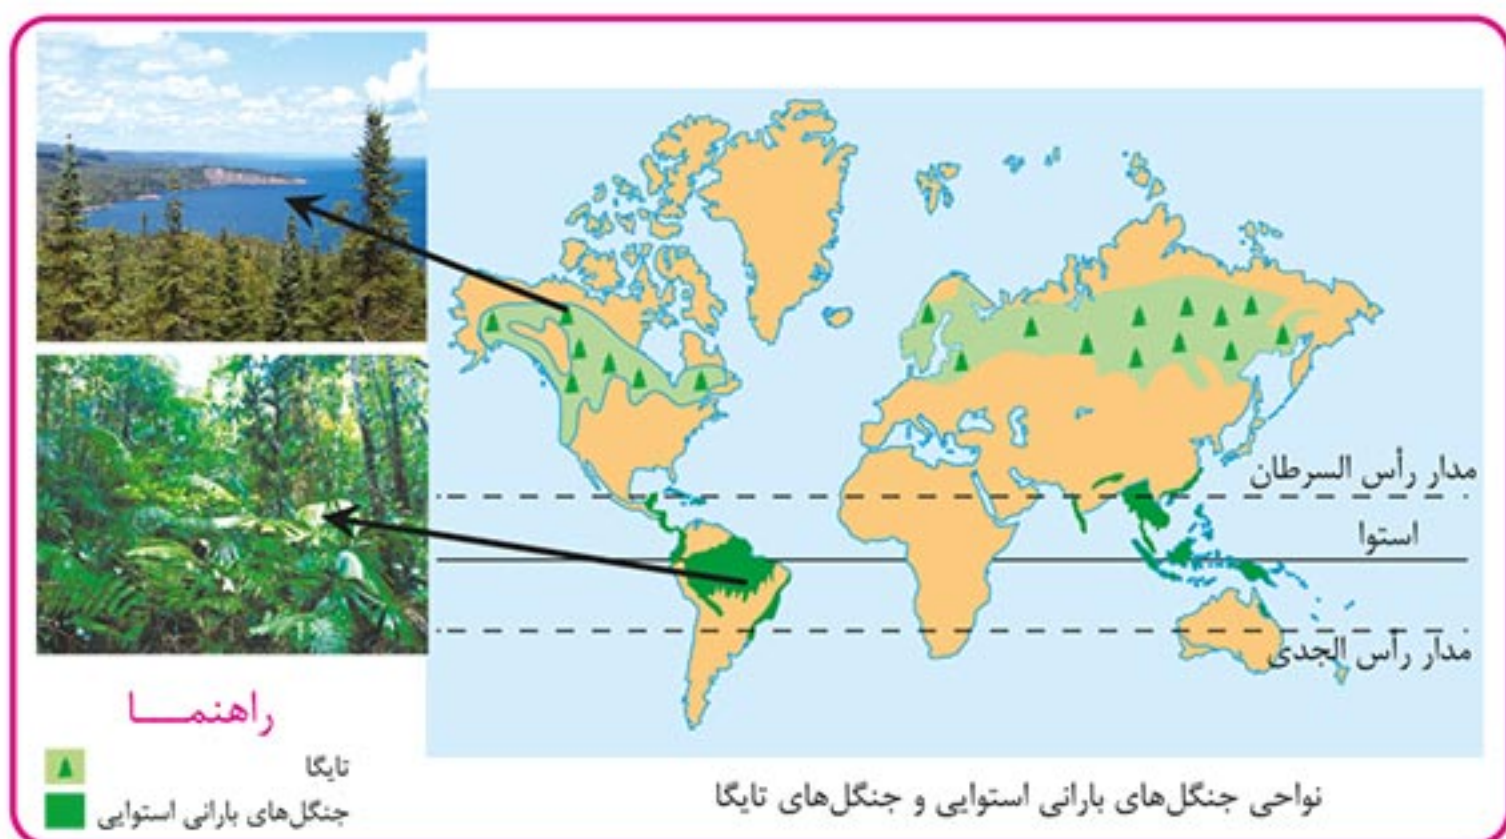 مدار رأس السرطان
استوا
مدار رأس الجدی
راهنمـــا
تایگا
جنگل‌های بارانی استوایی
نواحی جنگل‌های بارانی استوایی و جنگل‌های تایگا